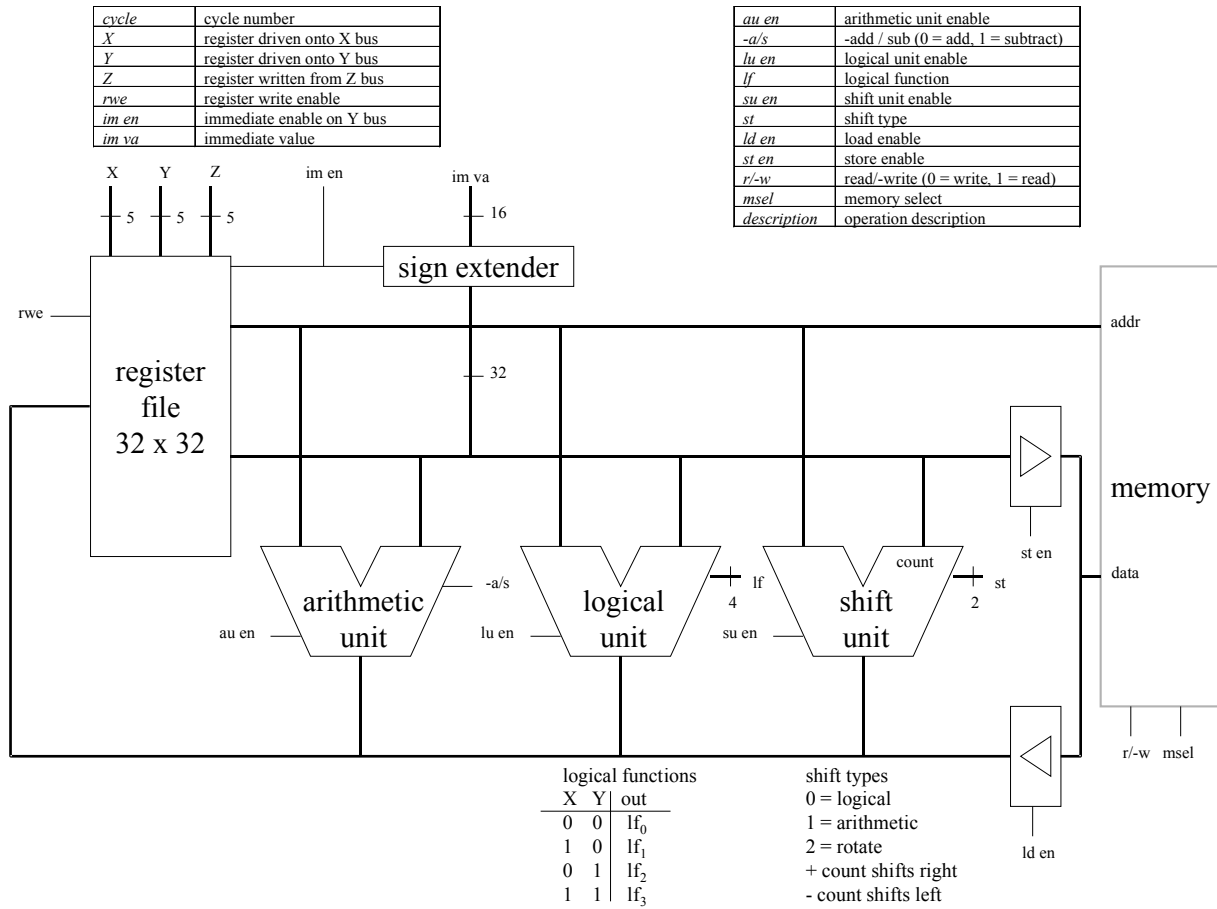 cycle cycle number
X register driven onto X bus
Y register driven onto Y bus
Z register written from Z bus
rwe register write enable
im en immediate enable on Y bus
im va immediate value
au en arithmetic unit enable
-a/s -add / sub (0 = add, 1 = subtract)
lu en logical unit enable
lf logical function
su en shift unit enable
st shift type
ld en load enable
st en store enable
r/-w read/-write (0 = write, 1 = read)
msel memory select
description operation description
X Y Z im en im va
5 5 5 16
sign extender
rwe
addr
register
file
32 x 32
32
memory
st en
count
data
-a/s lf st
4 2
arithmetic
unit
logical
unit
shift
unit
au en lu en su en
r/-w msel
ld en
logical functions
X Y out
0 0 lf0
1 0 lf1
0 1 lf2
1 1 lf3
shift types
0 = logical
1 = arithmetic
2 = rotate
+ count shifts right
- count shifts left